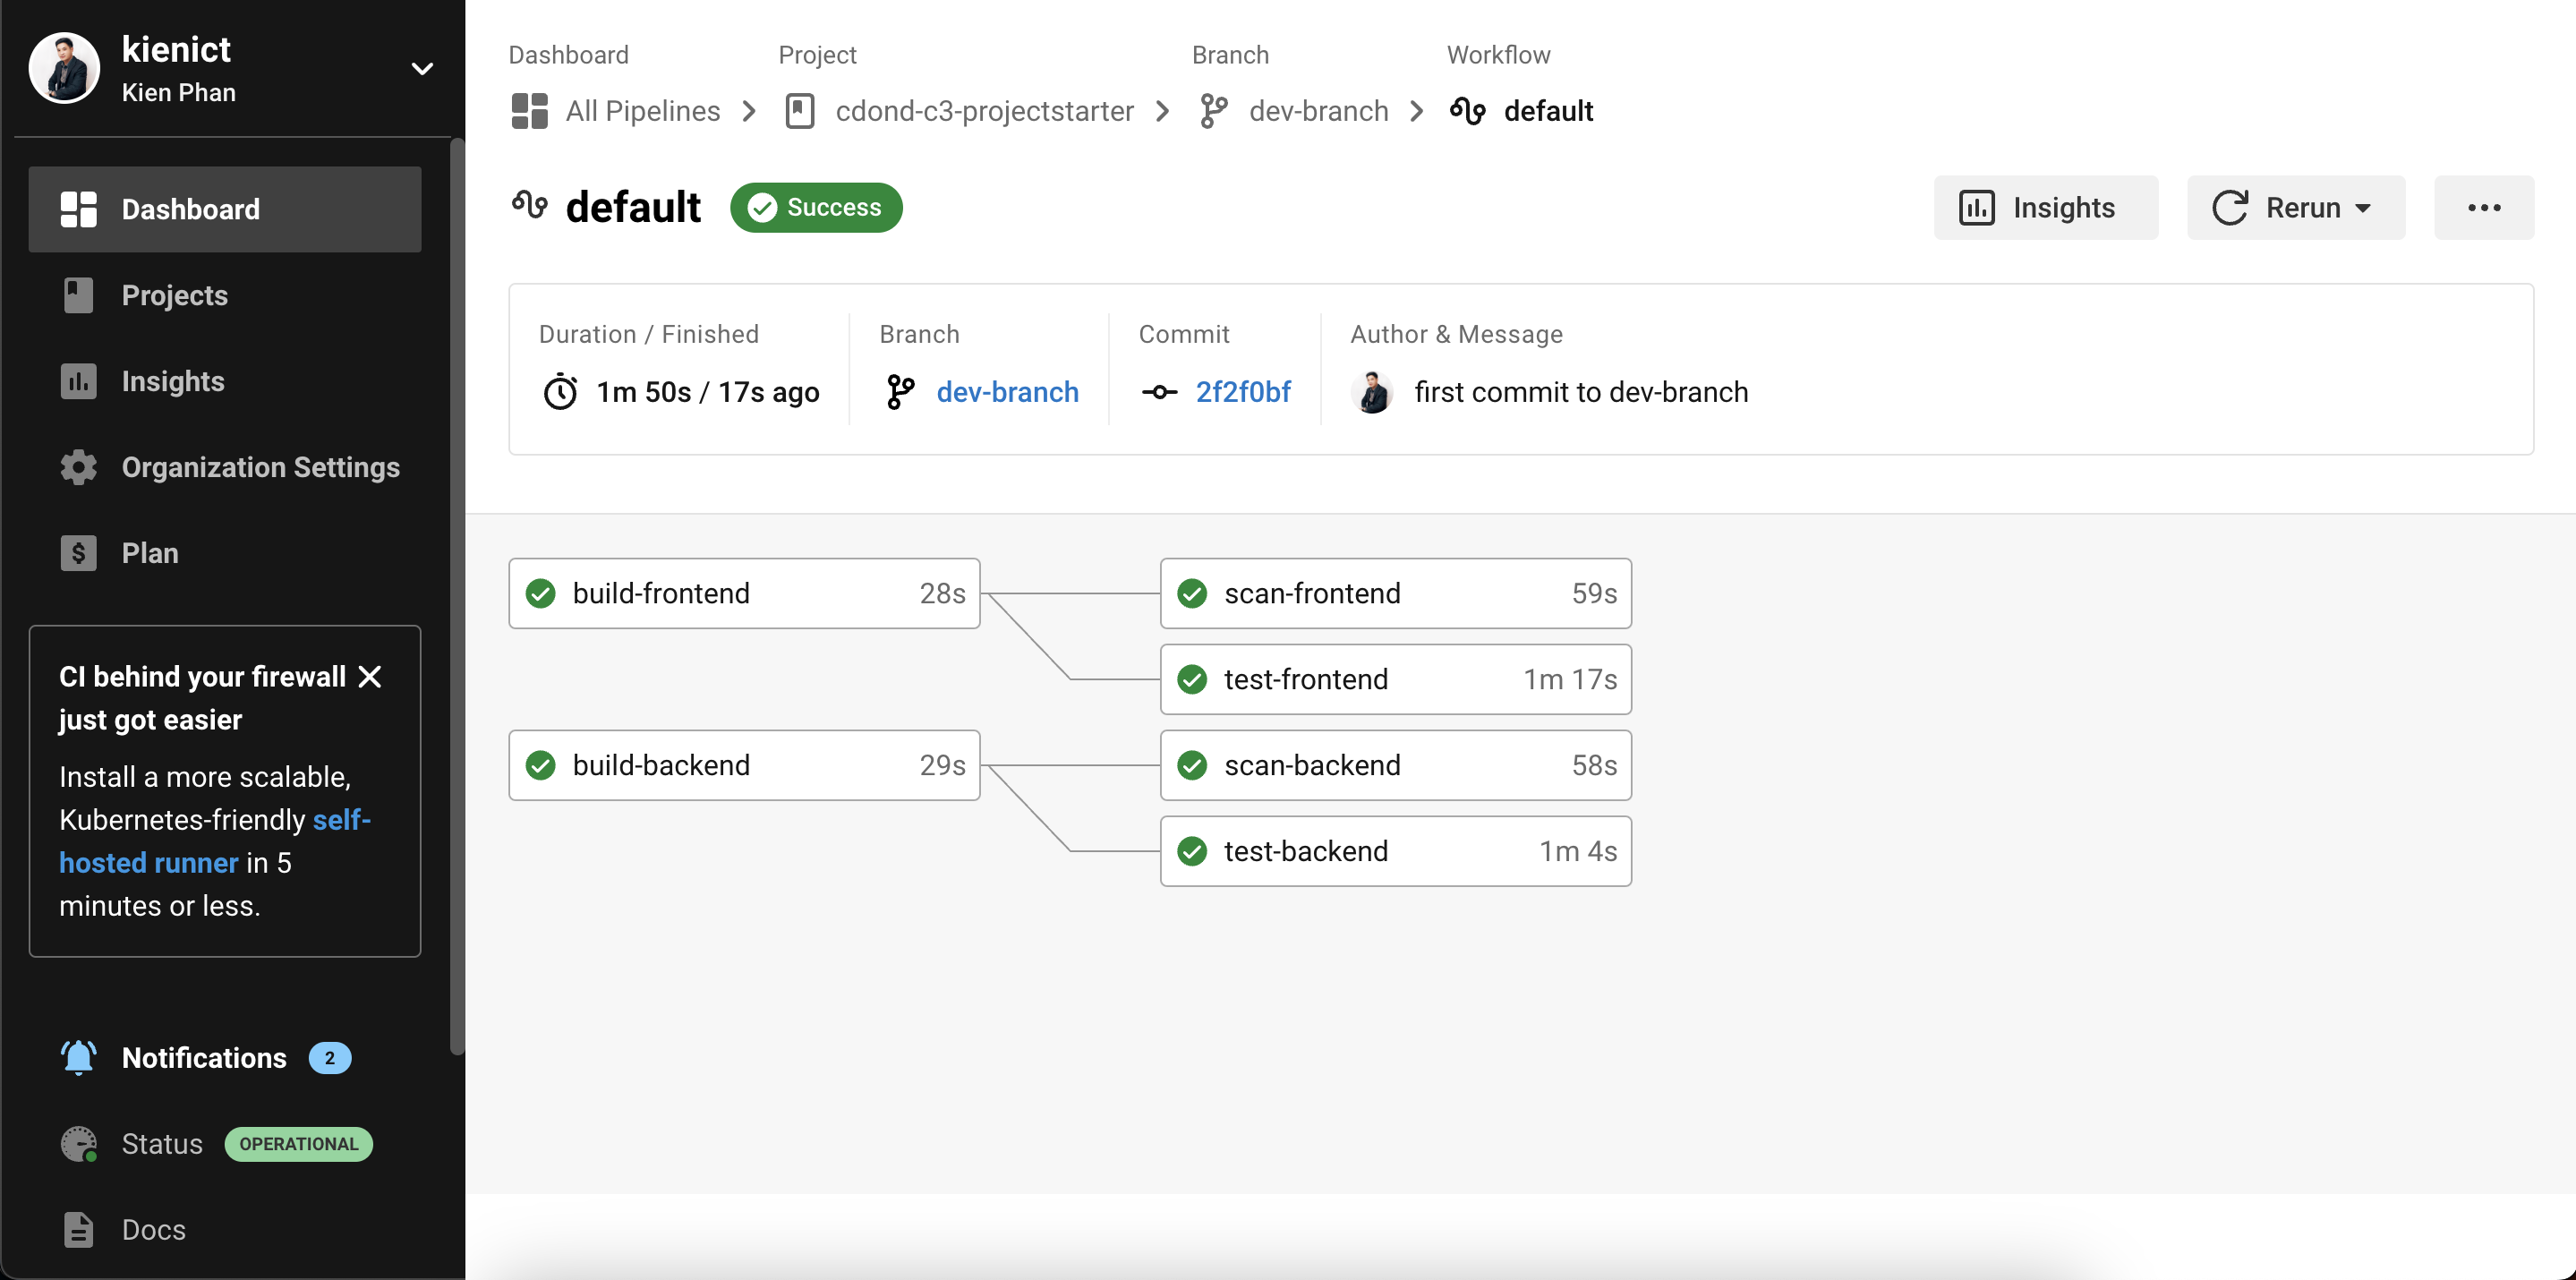 kienict
Kien Phan
Dashboard
Projects
Insights
Organization Settings
Plan
CI behind your firewall
just got easier
Install a more scalable,
Kubernetes-friendly self-
hosted runner in 5
minutes or less.
Notifications 2
Status OPERATIONAL
Docs
Dashboard Project Branch Workflow
All Pipelines cdond-c3-projectstarter dev-branch default
default Success Insights Rerun
Duration / Finished Branch Commit Author & Message
1m 50s / 17s ago dev-branch 2f2f0bf first commit to dev-branch
build-frontend 28s scan-frontend 59s
test-frontend 1m 17s
build-backend 29s scan-backend 58s
test-backend 1m 4s